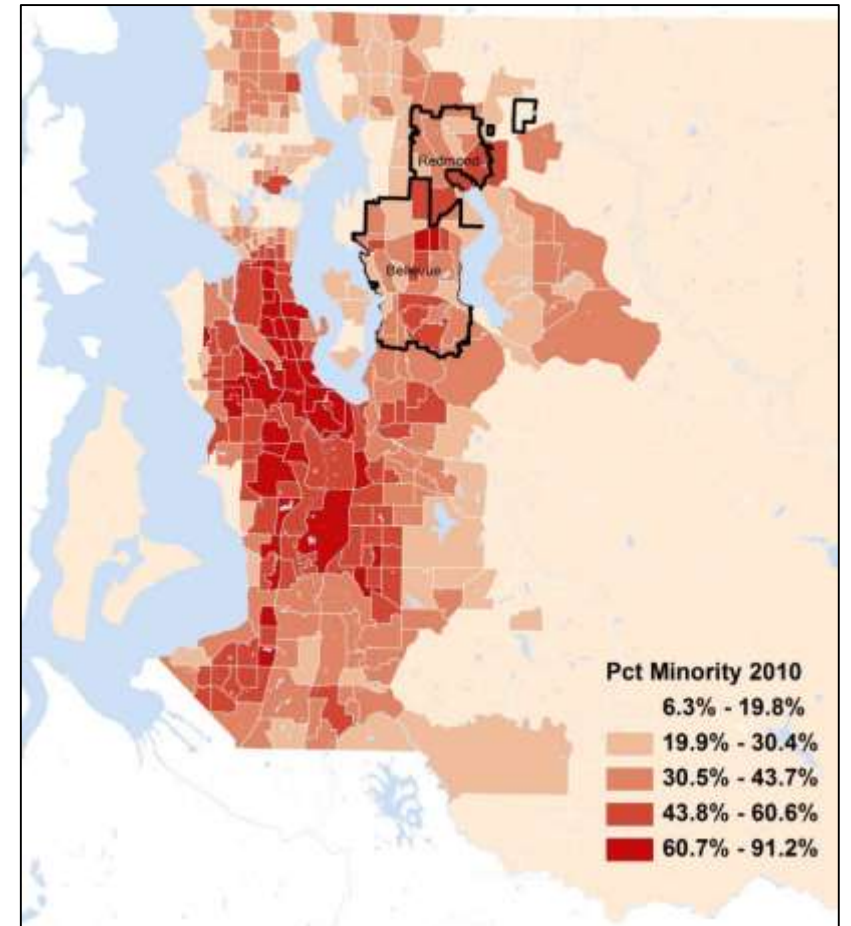 Redmond
Bellevue
Pct Minority 2010
6.3% - 19.8%
19.9% - 30.4%
30.5% - 43.7%
43.8% - 60.6%
60.7% - 91.2%